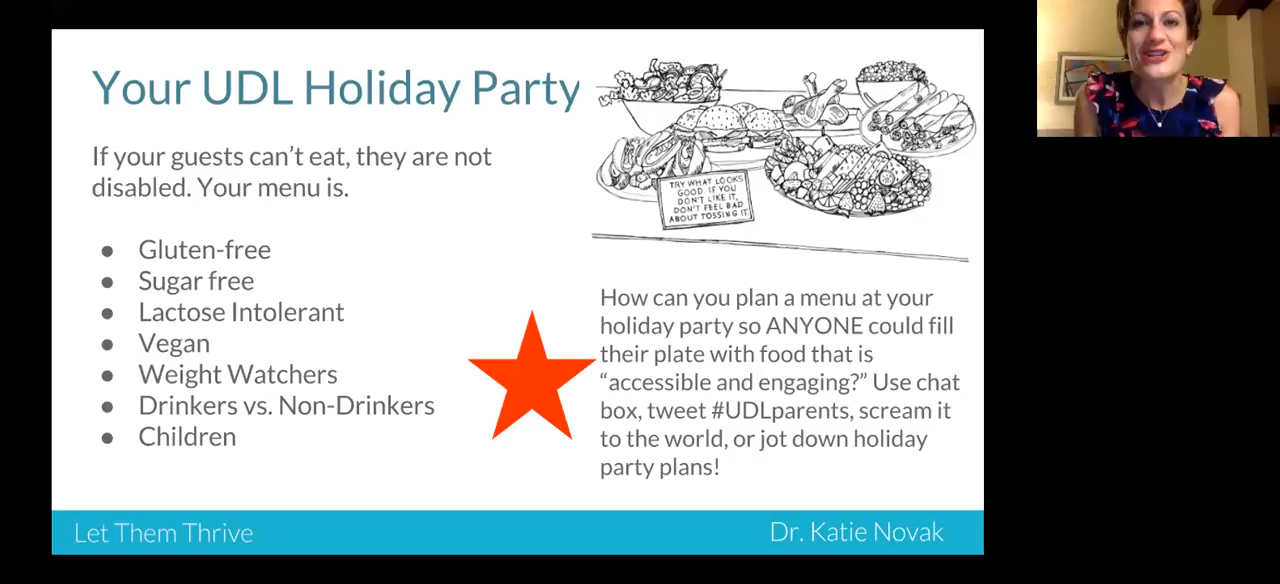 Your UDL Holiday Party
If your guests can't eat, they are not
disabled. Your menu is.
● Gluten-free
● Sugar free
● Lactose Intolerant
● Vegan
● Weight Watchers
● Drinkers vs. Non-Drinkers
● Children
TRY WHAT LOOKS
GOOD IF YOU
DON'T LIKE IT,
DON'T FEEL BAD
ABOUT TOSSING IT.
How can you plan a menu at your
holiday party so ANYONE could fill
their plate with food that is
“accessible and engaging?” Use chat
box, tweet #UDLparents, scream it
to the world, or jot down holiday
party plans!
Let Them Thrive
Dr. Katie Novak